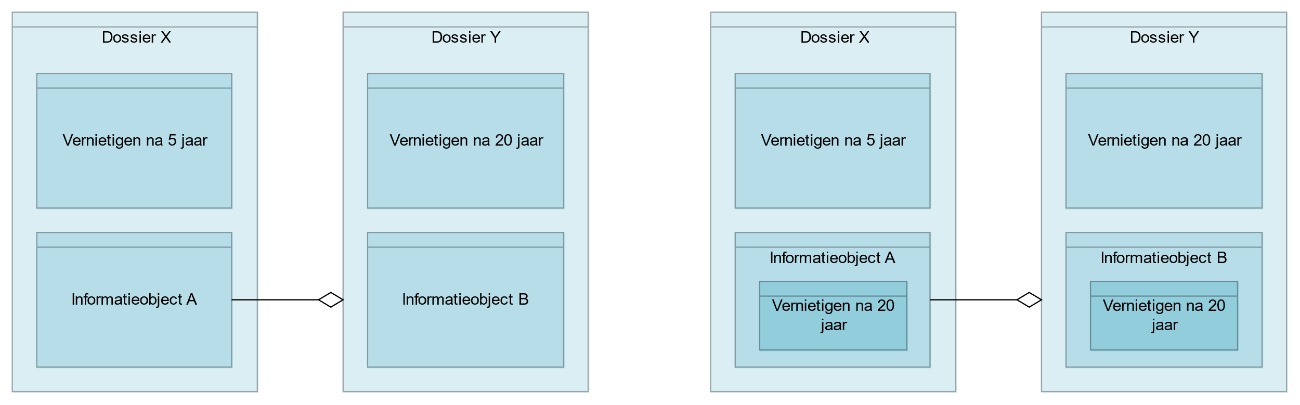 Dossier X
Vernietigen na 5 jaar
Informatieobject A
Dossier Y
Vernietigen na 20 jaar
Informatieobject B
Dossier X
Vernietigen na 5 jaar
Informatieobject A
Vernietigen na 20
jaar
Dossier Y
Vernietigen na 20 jaar
Informatieobject B
Vernietigen na 20
jaar